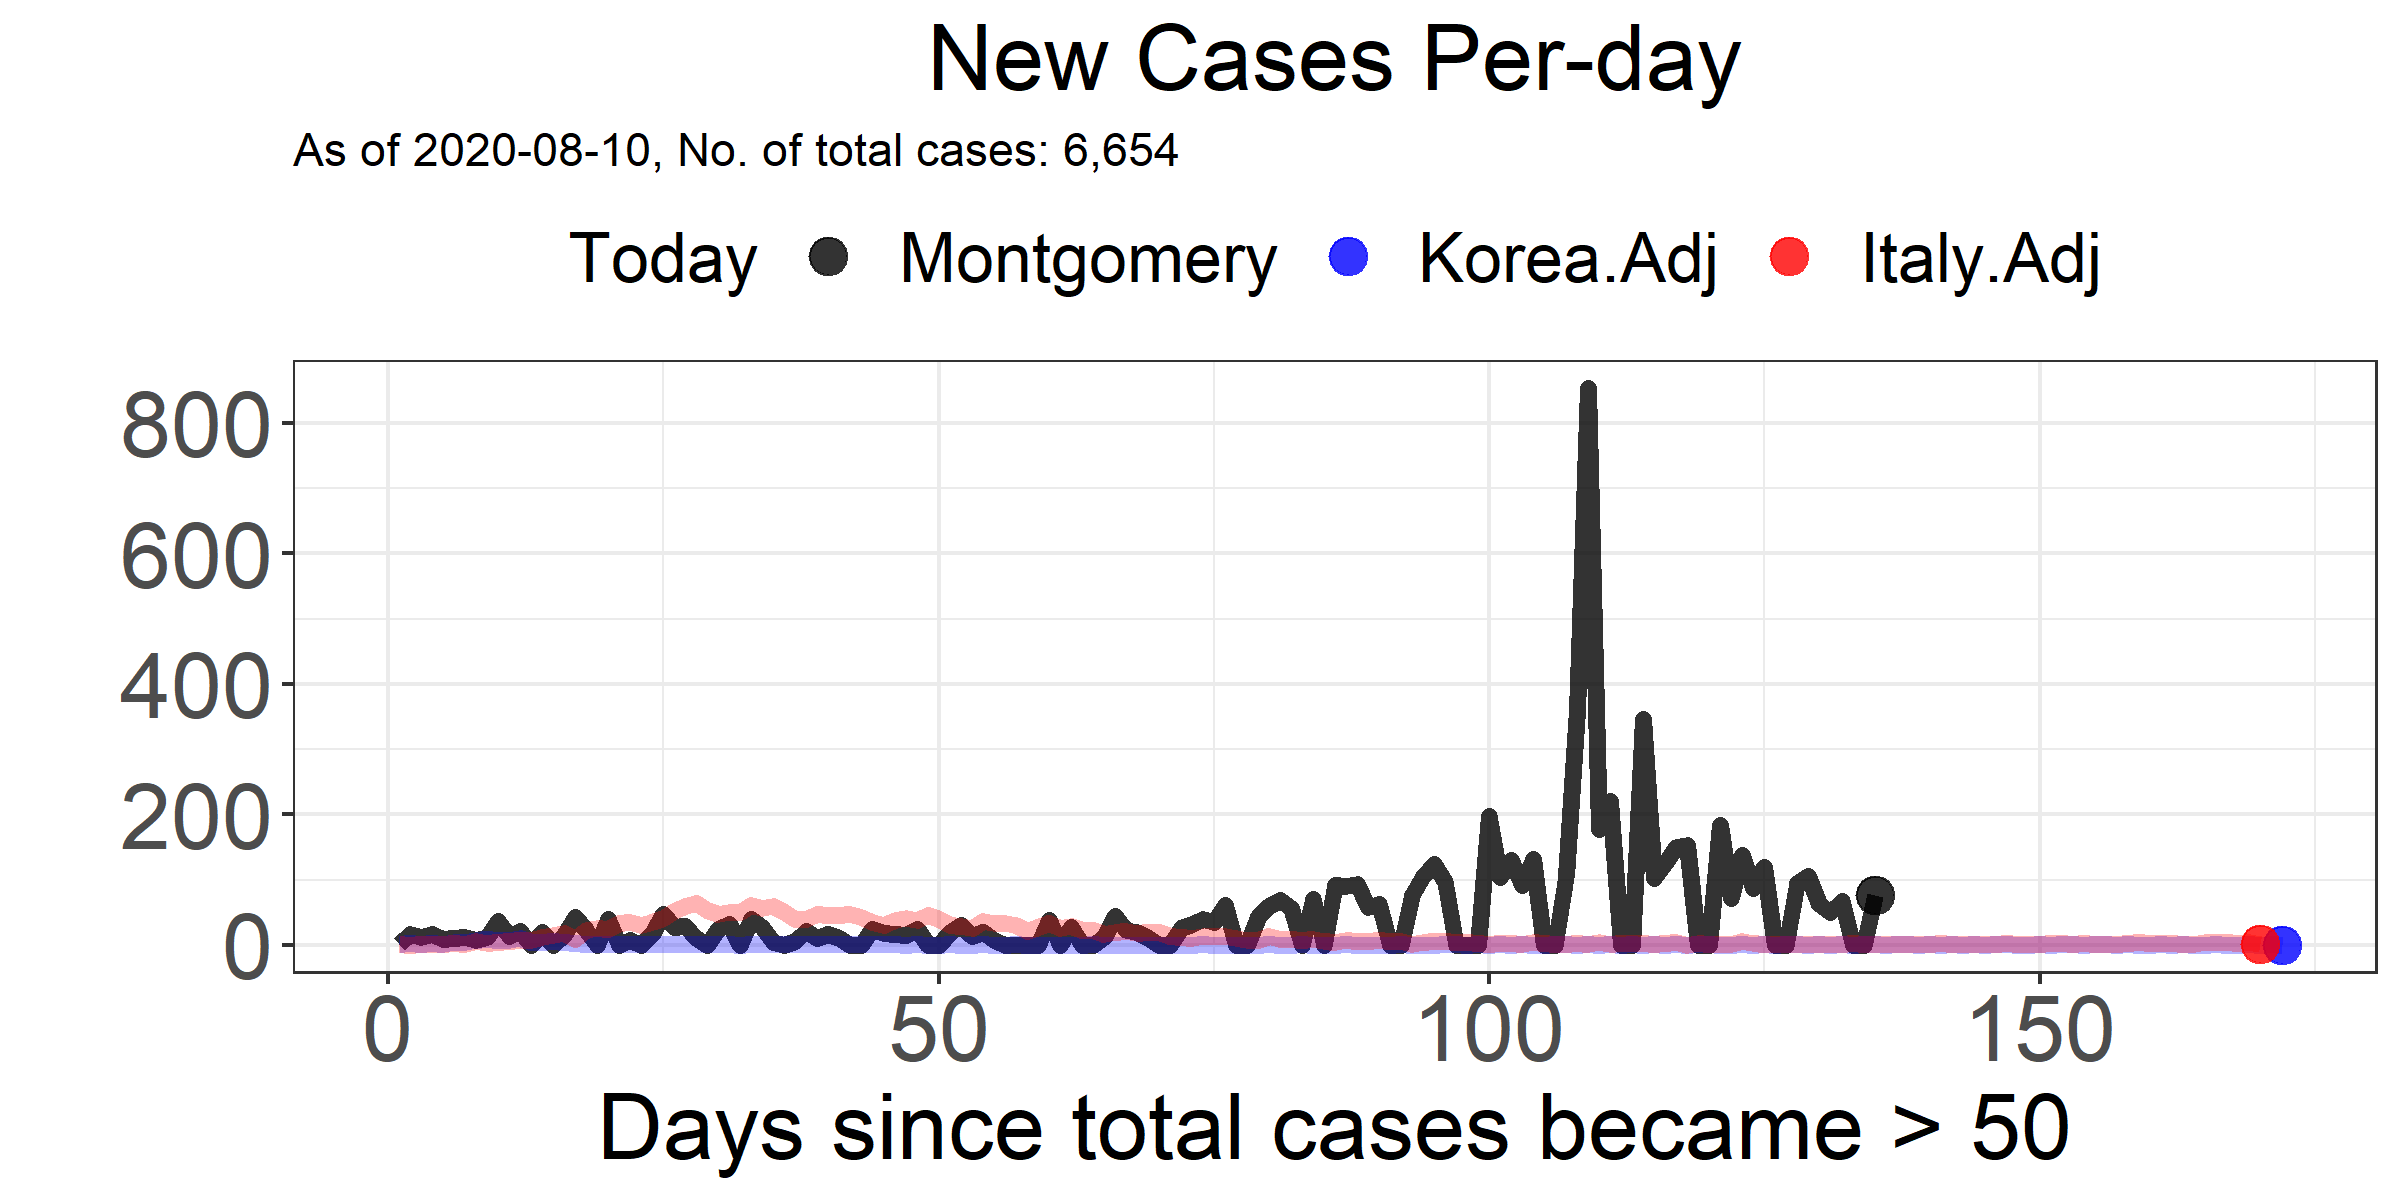 New Cases Per-day
As of 2020-08-10, No. of total cases: 6,654
Today Montgomery Korea.Adj Italy.Adj
800
600
400
200
0
0 50 100 150
Days since total cases became > 50